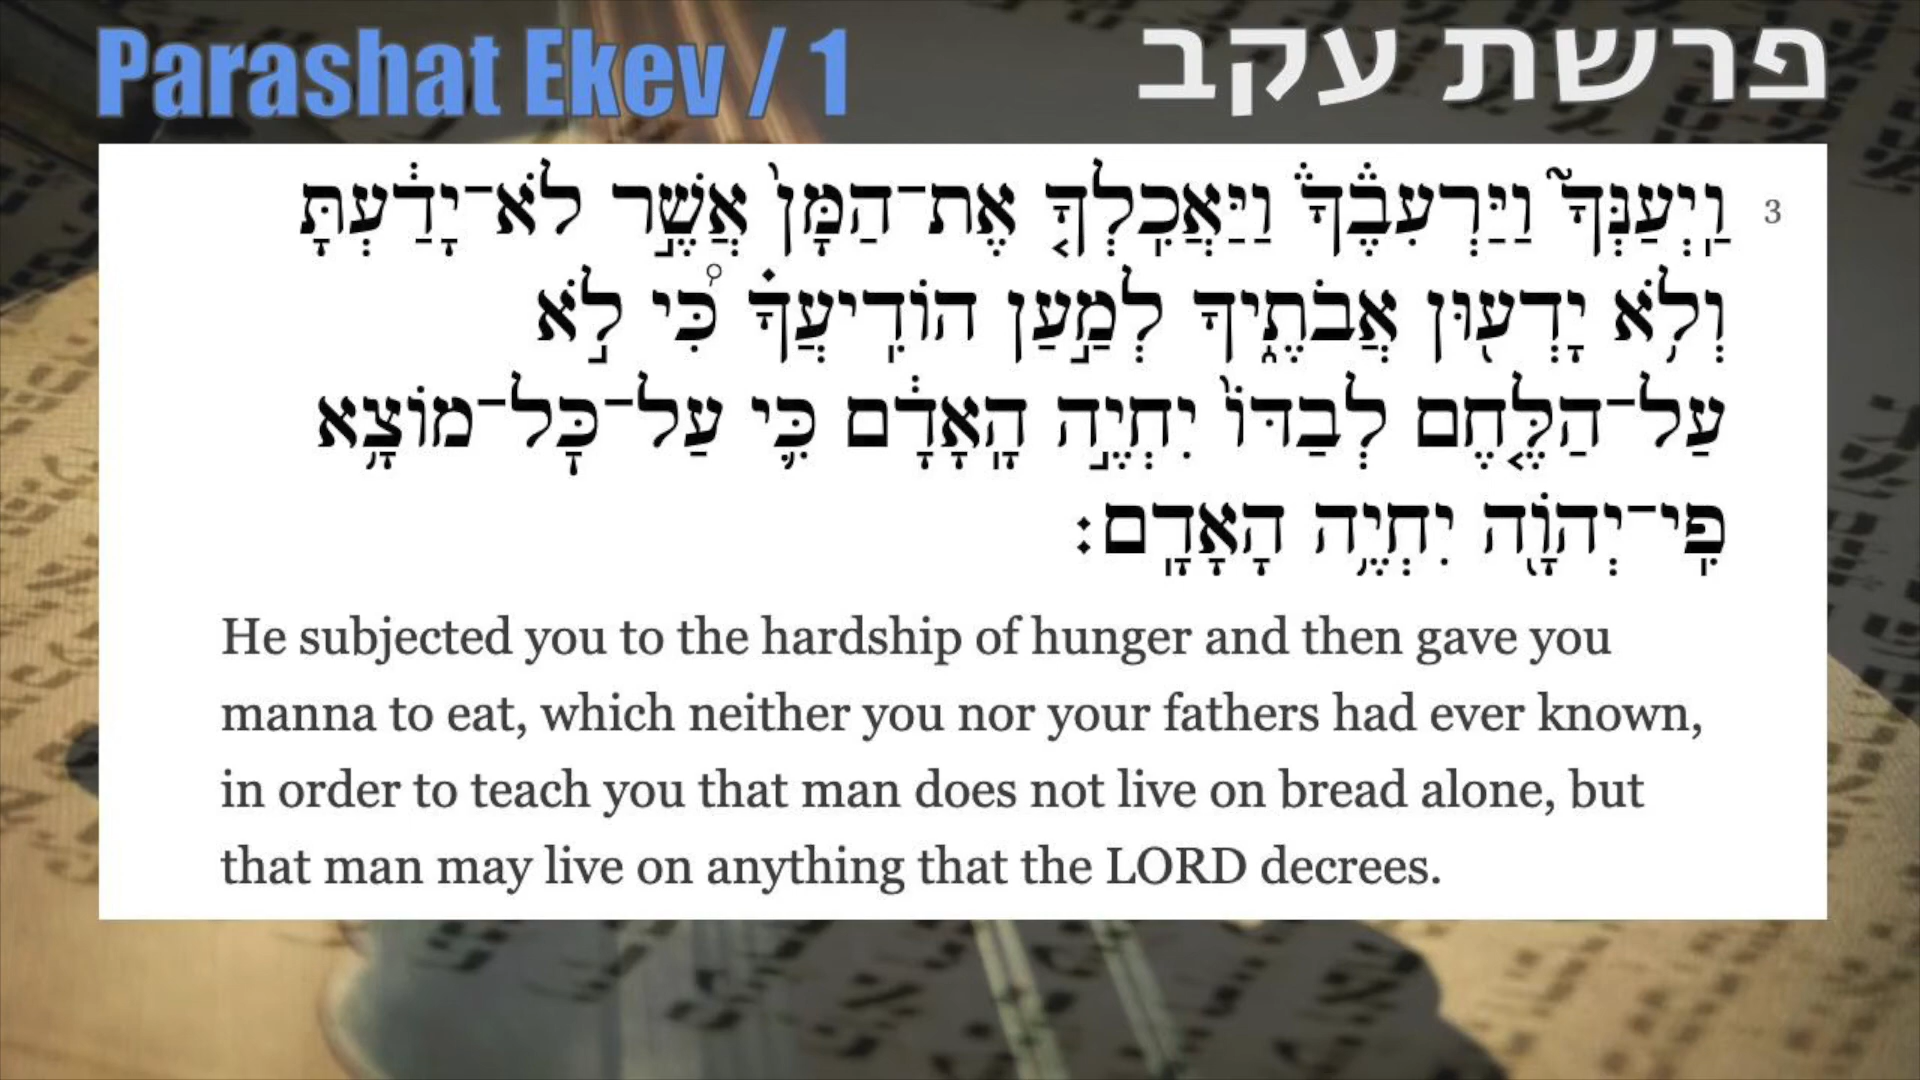 Parashat Ekev / 1
פרשת עקב
3
וַֽיְעַנְּךָ֮ וַיַּרְעִבֶ֒ךָ֒ וַיַּאֲכִֽלְךָ֤ אֶת־הַמָּן֙ אֲשֶׁ֣ר לֹא־יָדַ֔עְתָּ
וְלֹ֥א יָדְע֖וּן אֲבֹתֶ֑יךָ לְמַ֣עַן הוֹדִֽיעֲךָ֗ כִּ֠י לֹ֣א
עַל־הַלֶּ֤חֶם לְבַדּוֹ֙ יִחְיֶ֣ה הָֽאָדָ֔ם כִּ֛י עַל־כׇּל־מוֹצָ֥א
פִֽי־יְהֹוָ֖ה יִחְיֶ֥ה הָאָדָֽם׃
He subjected you to the hardship of hunger and then gave you
manna to eat, which neither you nor your fathers had ever known,
in order to teach you that man does not live on bread alone, but
that man may live on anything that the LORD decrees.